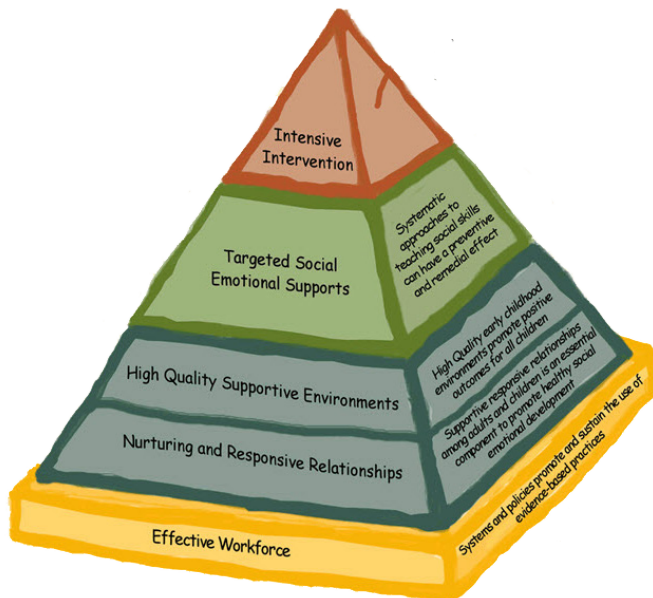 Intensive
Intervention
Targeted Social
Emotional Supports
Systematic
approaches to
teaching social skills
can have a preventive
and remedial effect
High Quality Supportive Environments
High Quality early childhood
environments promote positive
outcomes for all children
Nurturing and Responsive Relationships
Supportive responsive relationships
among adults and children is an essential
component to promote healthy social
emotional development
Effective Workforce
Systems and policies promote and sustain the use of
evidence-based practices